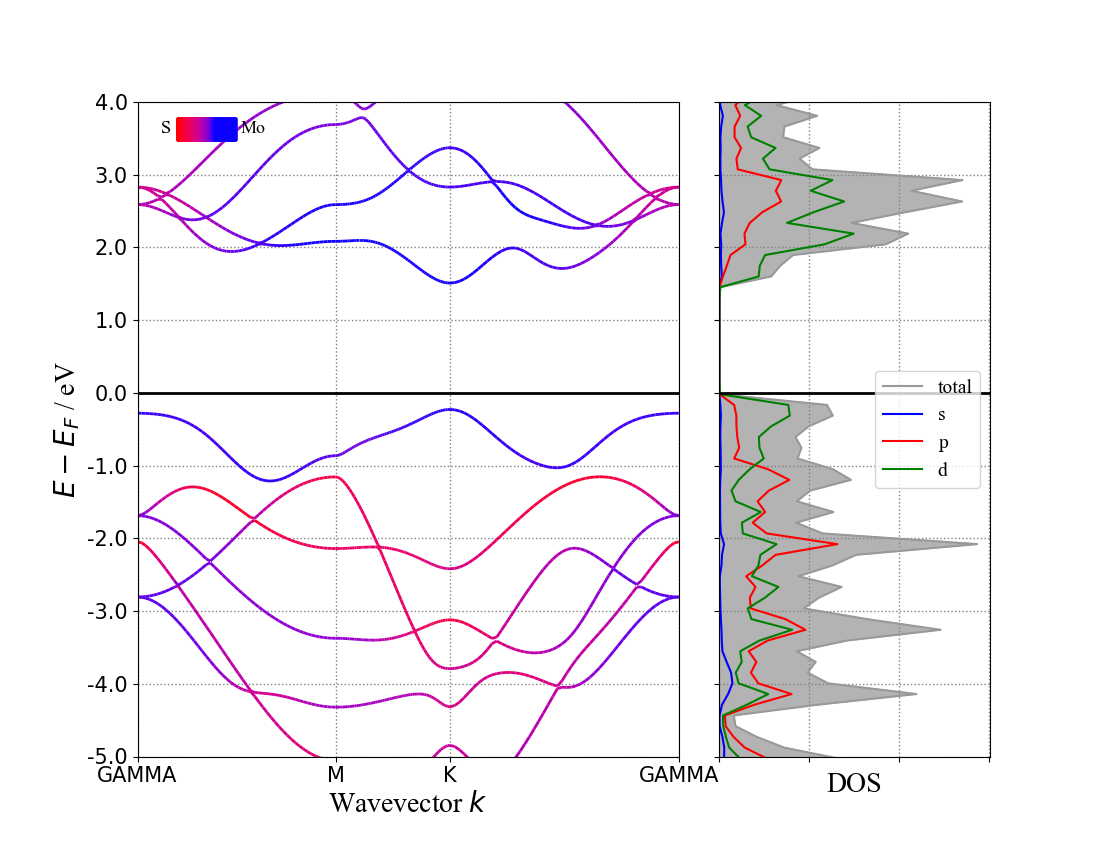 S Mo
4.0
3.0
2.0
1.0
0.0
-1.0
-2.0
-3.0
-4.0
-5.0
E − E_F / eV
GAMMA M K GAMMA
Wavevector k
total
s
p
d
DOS